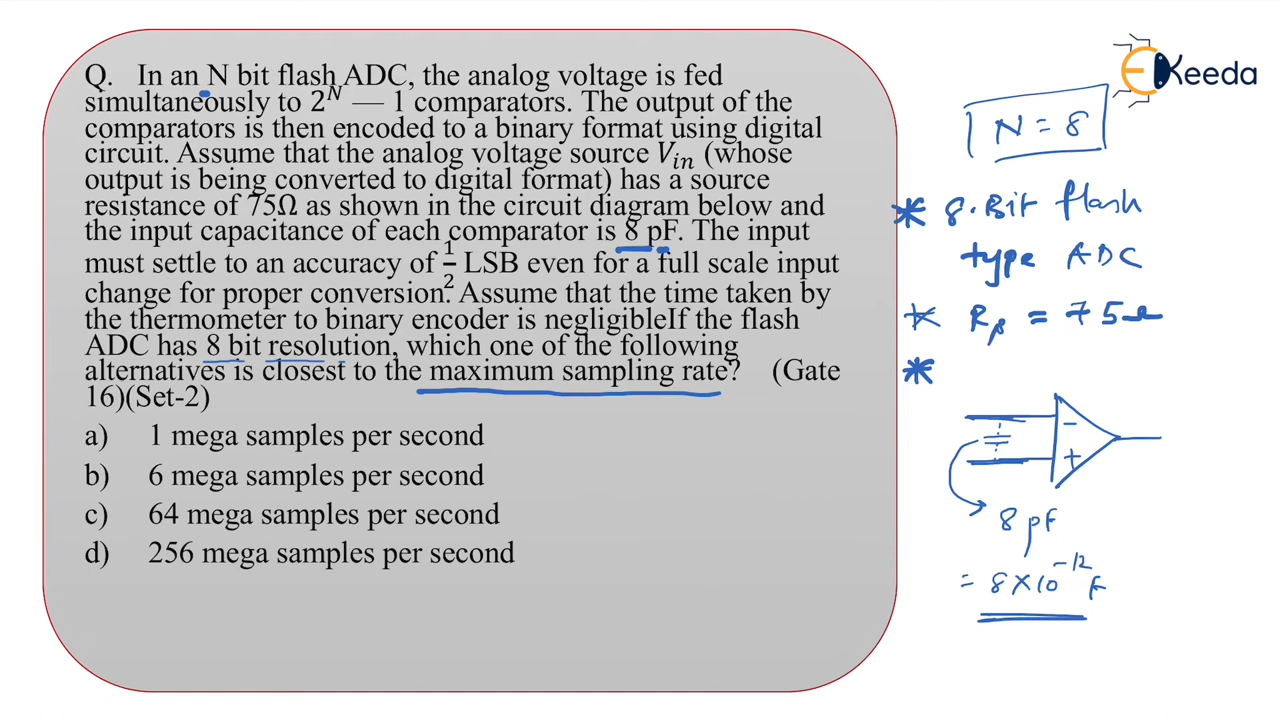 Q. In an N bit flash ADC, the analog voltage is fed
simultaneously to 2^N — 1 comparators. The output of the
comparators is then encoded to a binary format using digital
circuit. Assume that the analog voltage source V_in (whose
output is being converted to digital format) has a source
resistance of 75Ω as shown in the circuit diagram below and
the input capacitance of each comparator is 8 pF. The input
must settle to an accuracy of 1/2 LSB even for a full scale input
change for proper conversion. Assume that the time taken by
the thermometer to binary encoder is negligibleIf the flash
ADC has 8 bit resolution, which one of the following
alternatives is closest to the maximum sampling rate? (Gate
16)(Set-2)
a) 1 mega samples per second
b) 6 mega samples per second
c) 64 mega samples per second
d) 256 mega samples per second
EKeeda
N = 8
* 8.Bit flash
type ADC
* R = 75Ω
*
-
+
8 pF
= 8×10^-12 F